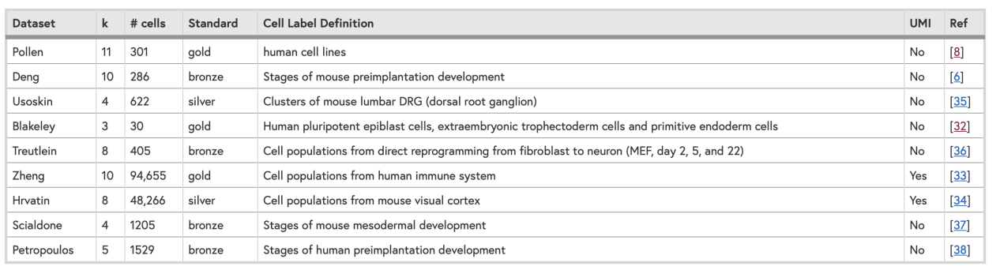 Dataset k # cells Standard Cell Label Definition UMI Ref
Pollen 11 301 gold human cell lines No [8]
Deng 10 286 bronze Stages of mouse preimplantation development No [6]
Usoskin 4 622 silver Clusters of mouse lumbar DRG (dorsal root ganglion) No [35]
Blakeley 3 30 gold Human pluripotent epiblast cells, extraembryonic trophectoderm cells and primitive endoderm cells No [32]
Treutlein 8 405 bronze Cell populations from direct reprogramming from fibroblast to neuron (MEF, day 2, 5, and 22) No [36]
Zheng 10 94,655 gold Cell populations from human immune system Yes [33]
Hrvatin 8 48,266 silver Cell populations from mouse visual cortex Yes [34]
Scialdone 4 1205 bronze Stages of mouse mesodermal development No [37]
Petropoulos 5 1529 bronze Stages of human preimplantation development No [38]